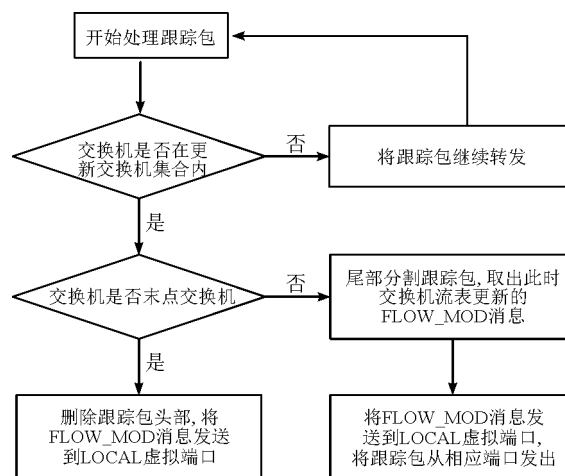 开始处理跟踪包
交换机是否在更
新交换机集合内
否
将跟踪包继续转发
是
交换机是否末点交换机
否
尾部分割跟踪包, 取出此时
交换机流表更新的
FLOW_MOD消息
是
删除跟踪包头部, 将
FLOW_MOD消息发送
到LOCAL虚拟端口
将FLOW_MOD消息发
送到LOCAL虚拟端口,
将跟踪包从相应端口发出